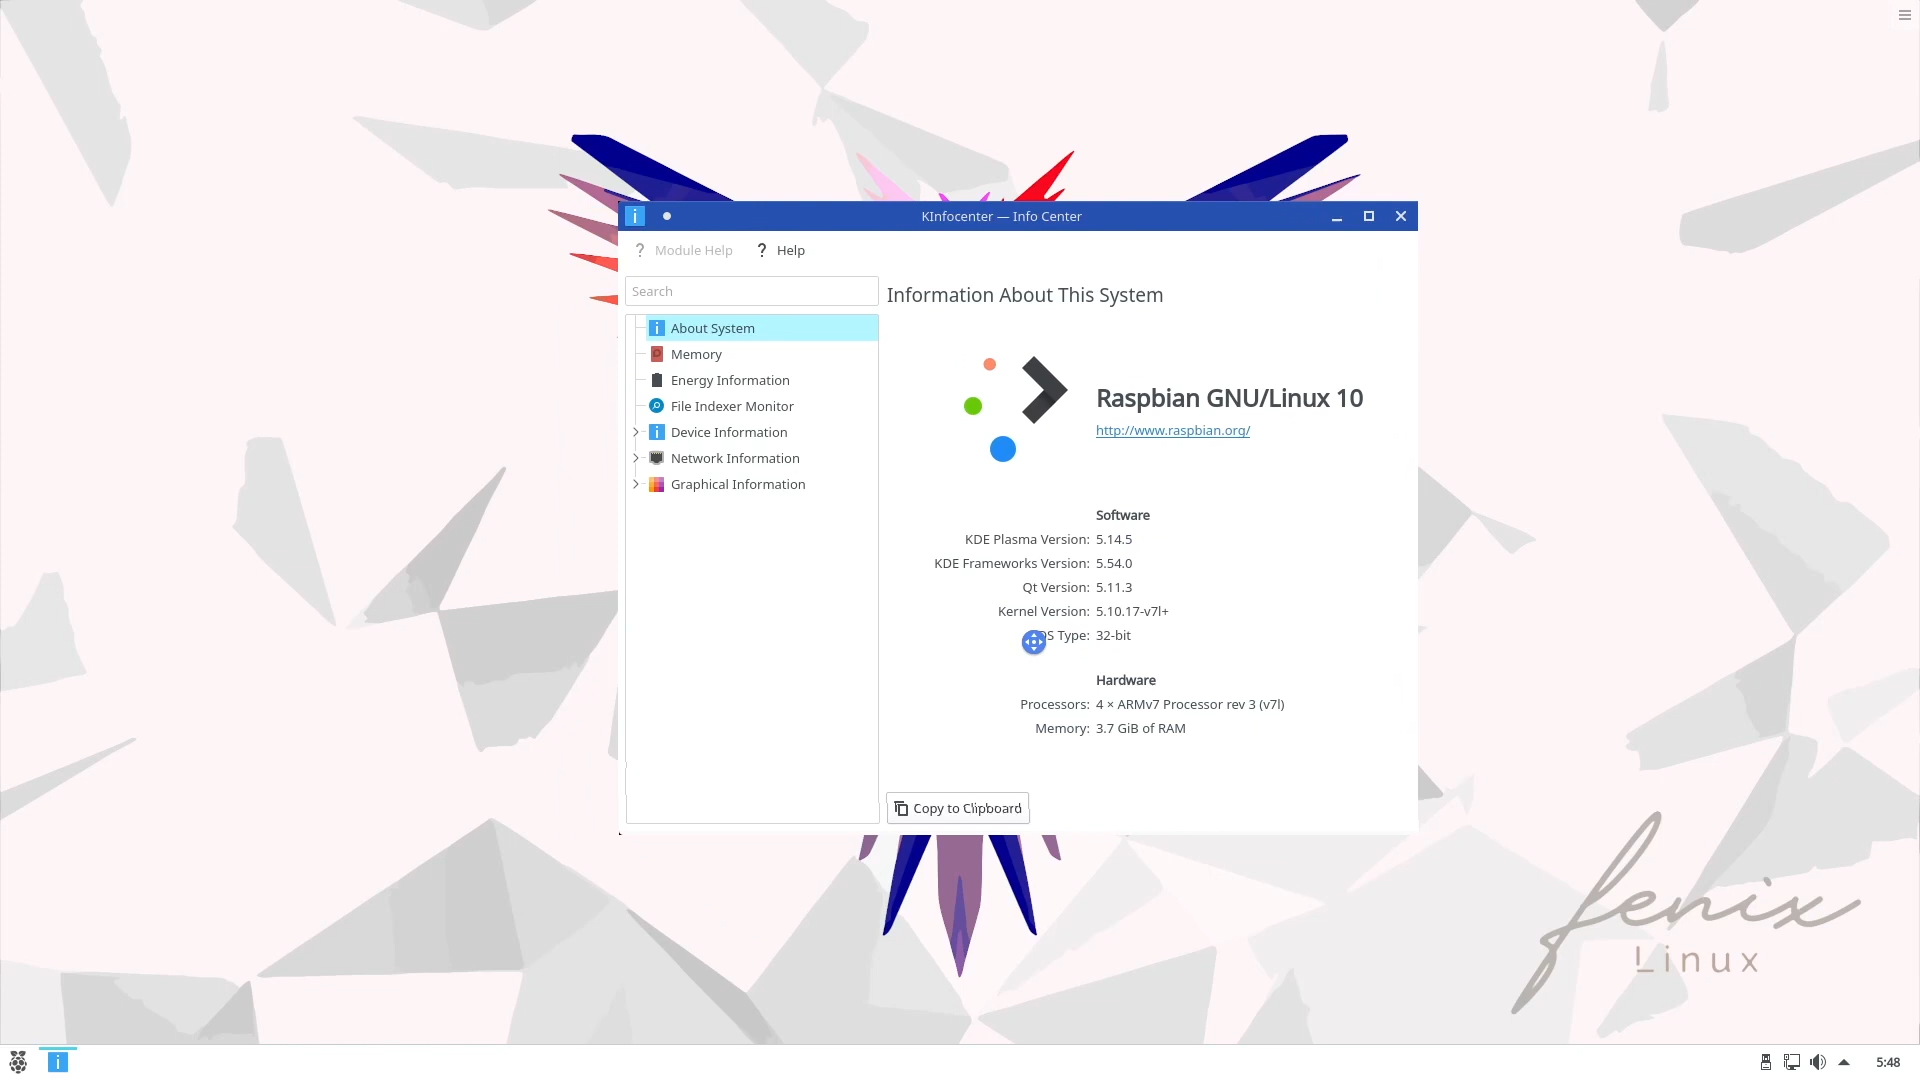 KInfocenter — Info Center
? Module Help ? Help
Search
Information About This System
About System
Memory
Energy Information
File Indexer Monitor
Device Information
Network Information
Graphical Information
Raspbian GNU/Linux 10
http://www.raspbian.org/
Software
KDE Plasma Version: 5.14.5
KDE Frameworks Version: 5.54.0
Qt Version: 5.11.3
Kernel Version: 5.10.17-v7l+
OS Type: 32-bit
Hardware
Processors: 4 × ARMv7 Processor rev 3 (v7l)
Memory: 3.7 GiB of RAM
Copy to Clipboard
fenix
Linux
5:48